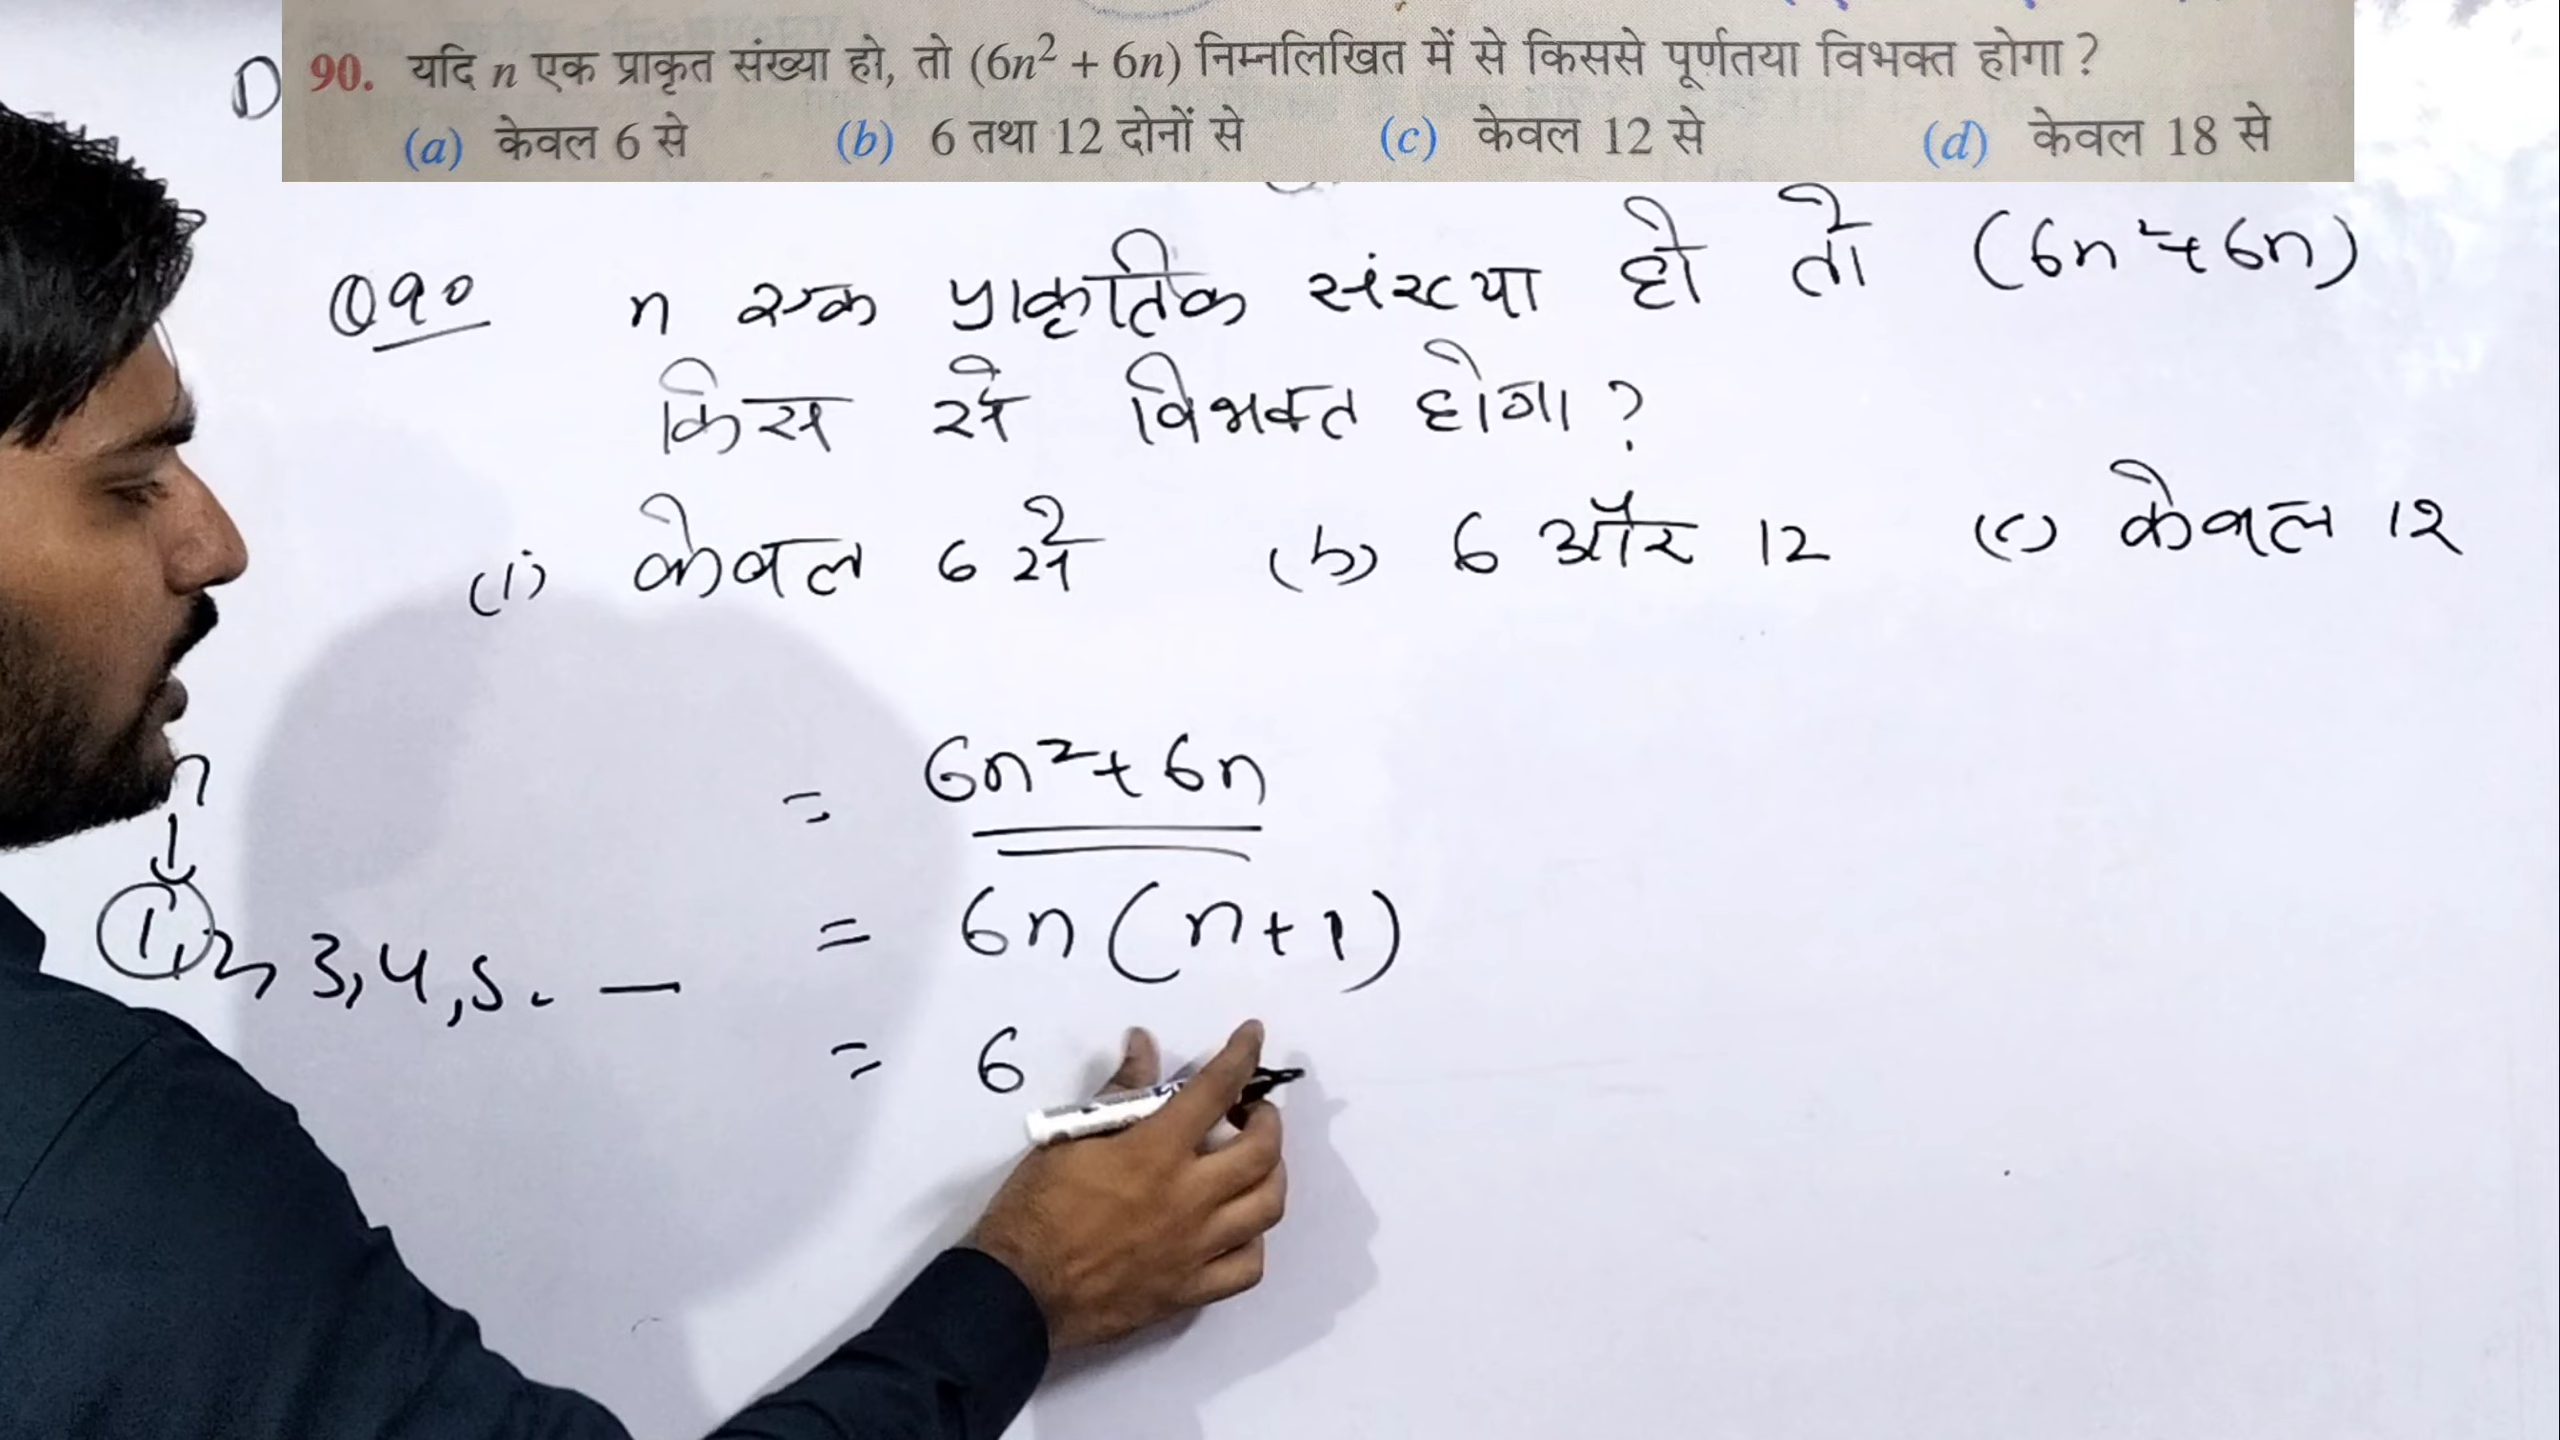 D
90. यदि n एक प्राकृत संख्या हो, तो (6n² + 6n) निम्नलिखित में से किससे पूर्णतया विभक्त होगा ?
(a) केवल 6 से (b) 6 तथा 12 दोनों से (c) केवल 12 से (d) केवल 18 से
Q90 n एक प्राकृतिक संख्या हो तो (6n²+6n)
किस से विभक्त होगा ?
(i) केवल 6 से (b) 6 और 12 (c) केवल 12
= 6n²+6n
n
↓
1, 2, 3, 4, 5. —
= 6n(n+1)
= 6